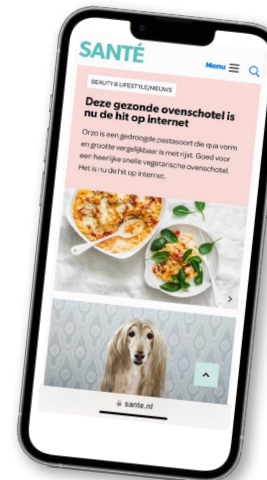 SANTÉ
Menu
BEAUTY & LIFESTYLE/NIEUWS
Deze gezonde ovenschotel is
nu de hit op internet
Orzo is een gedroogde pastasoort die qua vorm
en grootte vergelijkbaar is met rijst. Goed voor
een heerlijke snelle vegetarische ovenschotel.
Het is nu de hit op internet.
sante.nl